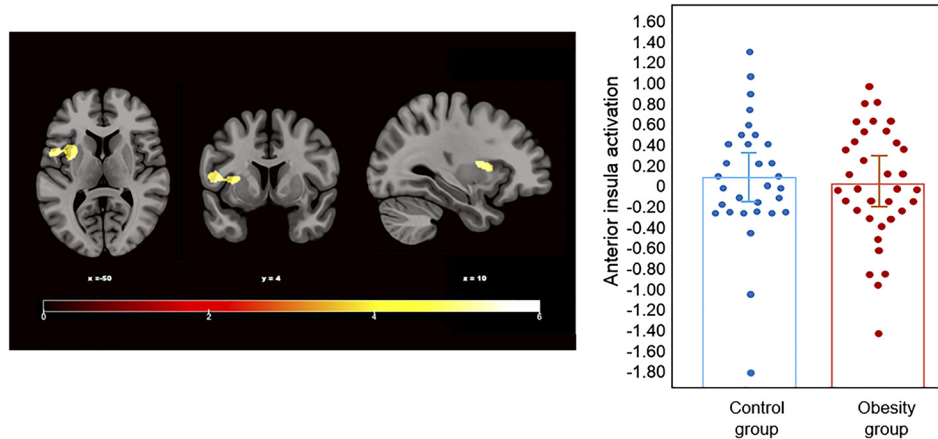 x =-50
y = 4
z = 10
0
2
4
6
Anterior insula activation
1.60
1.40
1.20
1.00
0.80
0.60
0.40
0.20
0
-0.20
-0.40
-0.60
-0.80
-1.00
-1.20
-1.40
-1.60
-1.80
Control
group
Obesity
group